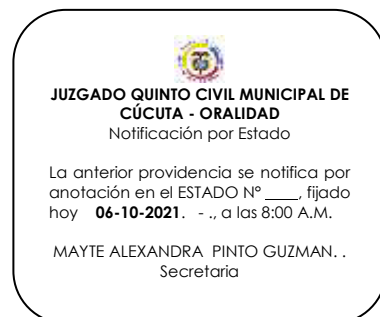 JUZGADO QUINTO CIVIL MUNICIPAL DE
CÚCUTA - ORALIDAD
Notificación por Estado
La anterior providencia se notifica por
anotación en el ESTADO Nº ____, fijado
hoy 06-10-2021. - ., a las 8:00 A.M.
MAYTE ALEXANDRA PINTO GUZMAN. .
Secretaria